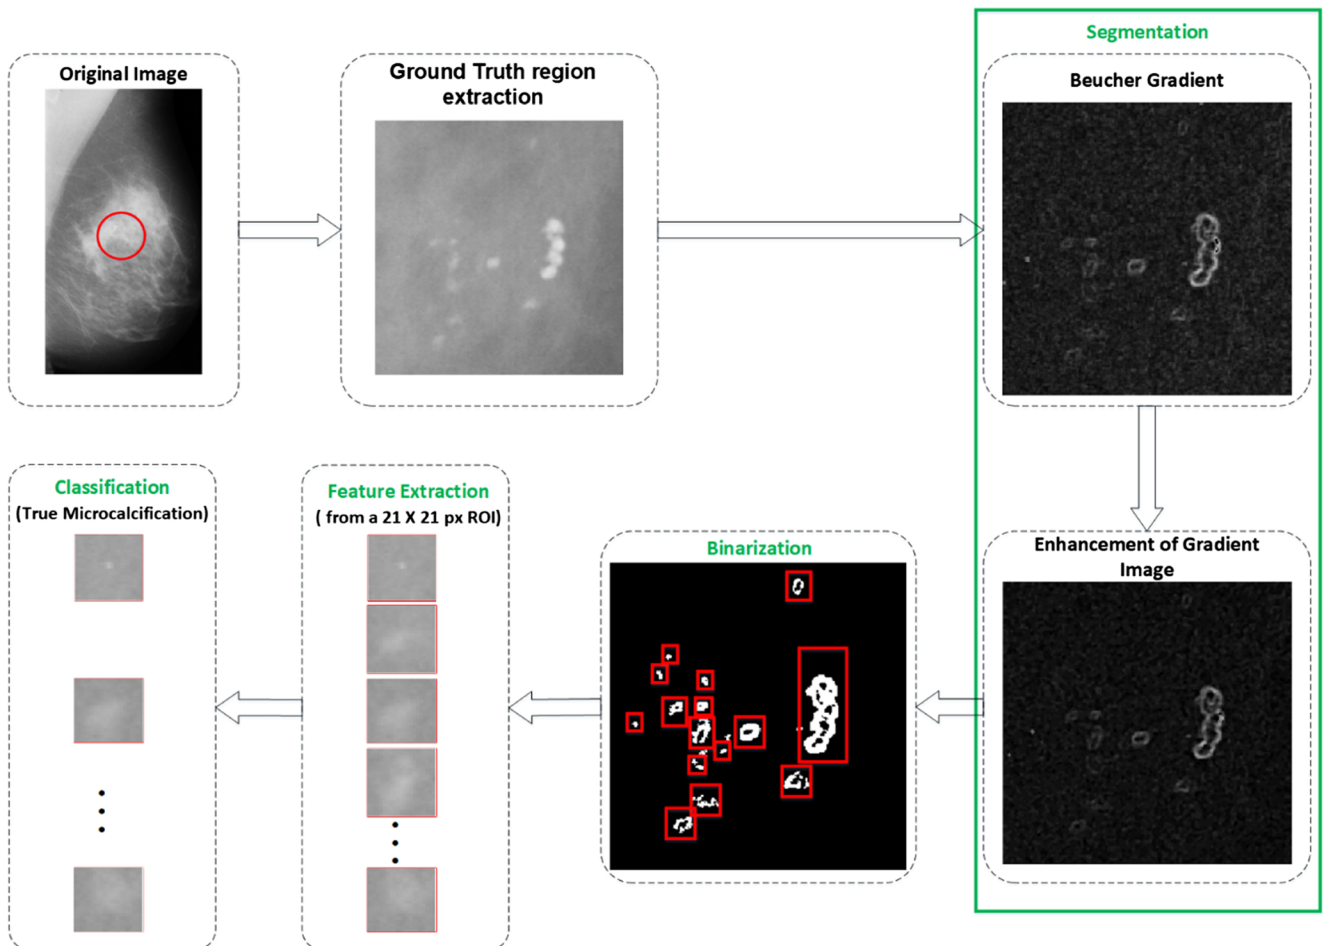 Original Image
Ground Truth region
extraction
Segmentation
Beucher Gradient
Enhancement of Gradient
Image
Binarization
Feature Extraction
( from a 21 X 21 px ROI)
Classification
(True Microcalcification)